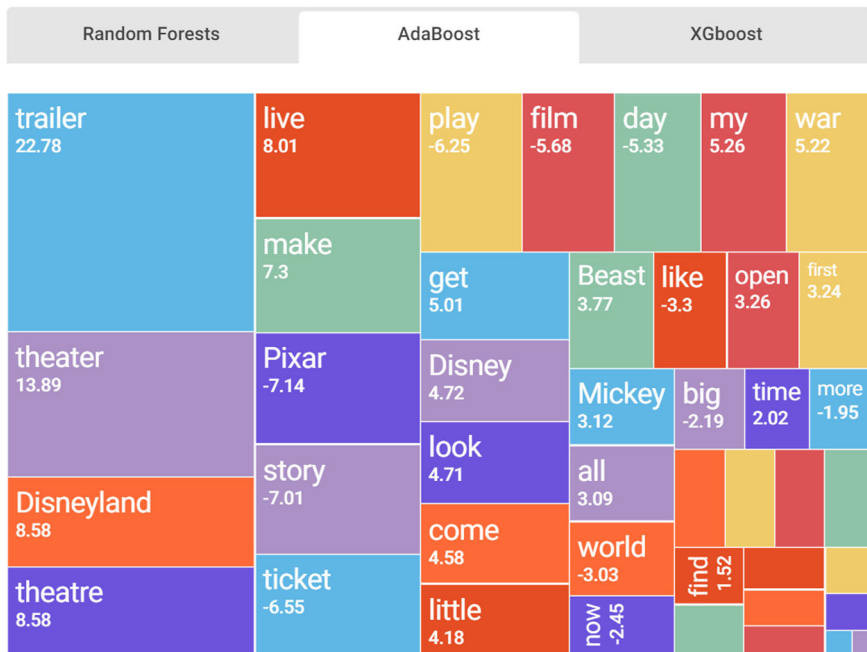 Random Forests
AdaBoost
XGboost
trailer
22.78
theater
13.89
Disneyland
8.58
theatre
8.58
live
8.01
make
7.3
Pixar
-7.14
story
-7.01
ticket
-6.55
play
-6.25
film
-5.68
day
-5.33
my
5.26
war
5.22
get
5.01
Disney
4.72
look
4.71
come
4.58
little
4.18
Beast
3.77
like
-3.3
open
3.26
first
3.24
Mickey
3.12
all
3.09
world
-3.03
now
-2.45
big
-2.19
time
2.02
more
-1.95
find
1.52